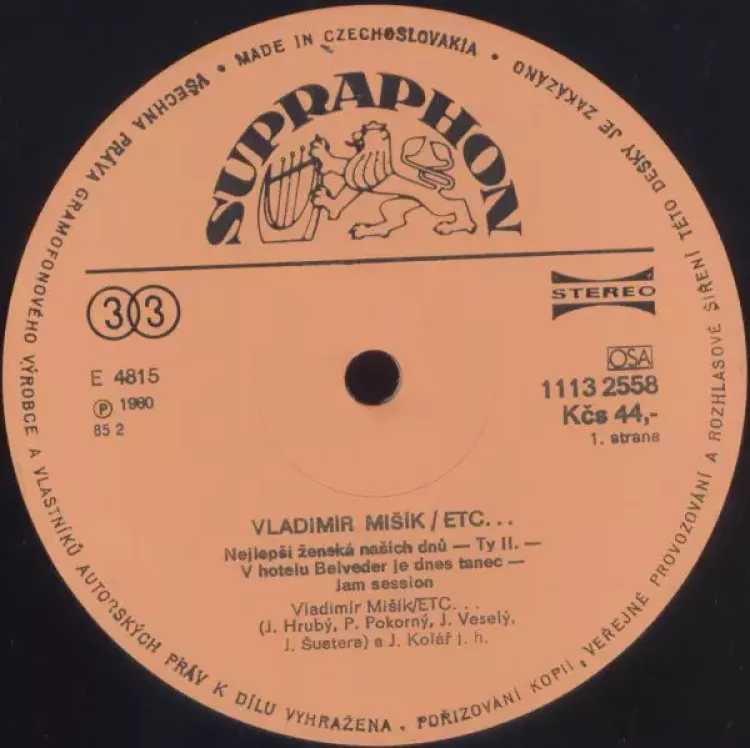 MADE IN CZECHOSLOVAKIA • VŠECHNA PRÁVA GRAMOFONOVÉHO VÝROBCE A VLASTNÍKŮ AUTORSKÝCH PRÁV K DÍLU VYHRAŽENA . POŘIZOVÁNÍ KOPIÍ , VEŘEJNÉ PROVOZOVÁNÍ A ROZHLASOVÉ ŠÍŘENÍ TÉTO DESKY JE ZAKÁZÁNO •
SUPRAPHON
33
STEREO
E 4815
Ⓟ 1980
85 2
OSA
1113 2558
Kčs 44,-
1. strana
VLADIMÍR MIŠÍK / ETC...
Nejlepší ženská našich dnů — Ty II. —
V hotelu Belveder je dnes tanec —
Jam session
Vladimír Mišík/ETC...
(J. Hrubý, P. Pokorný, J. Veselý,
J. Šustera) a J. Kolář j. h.